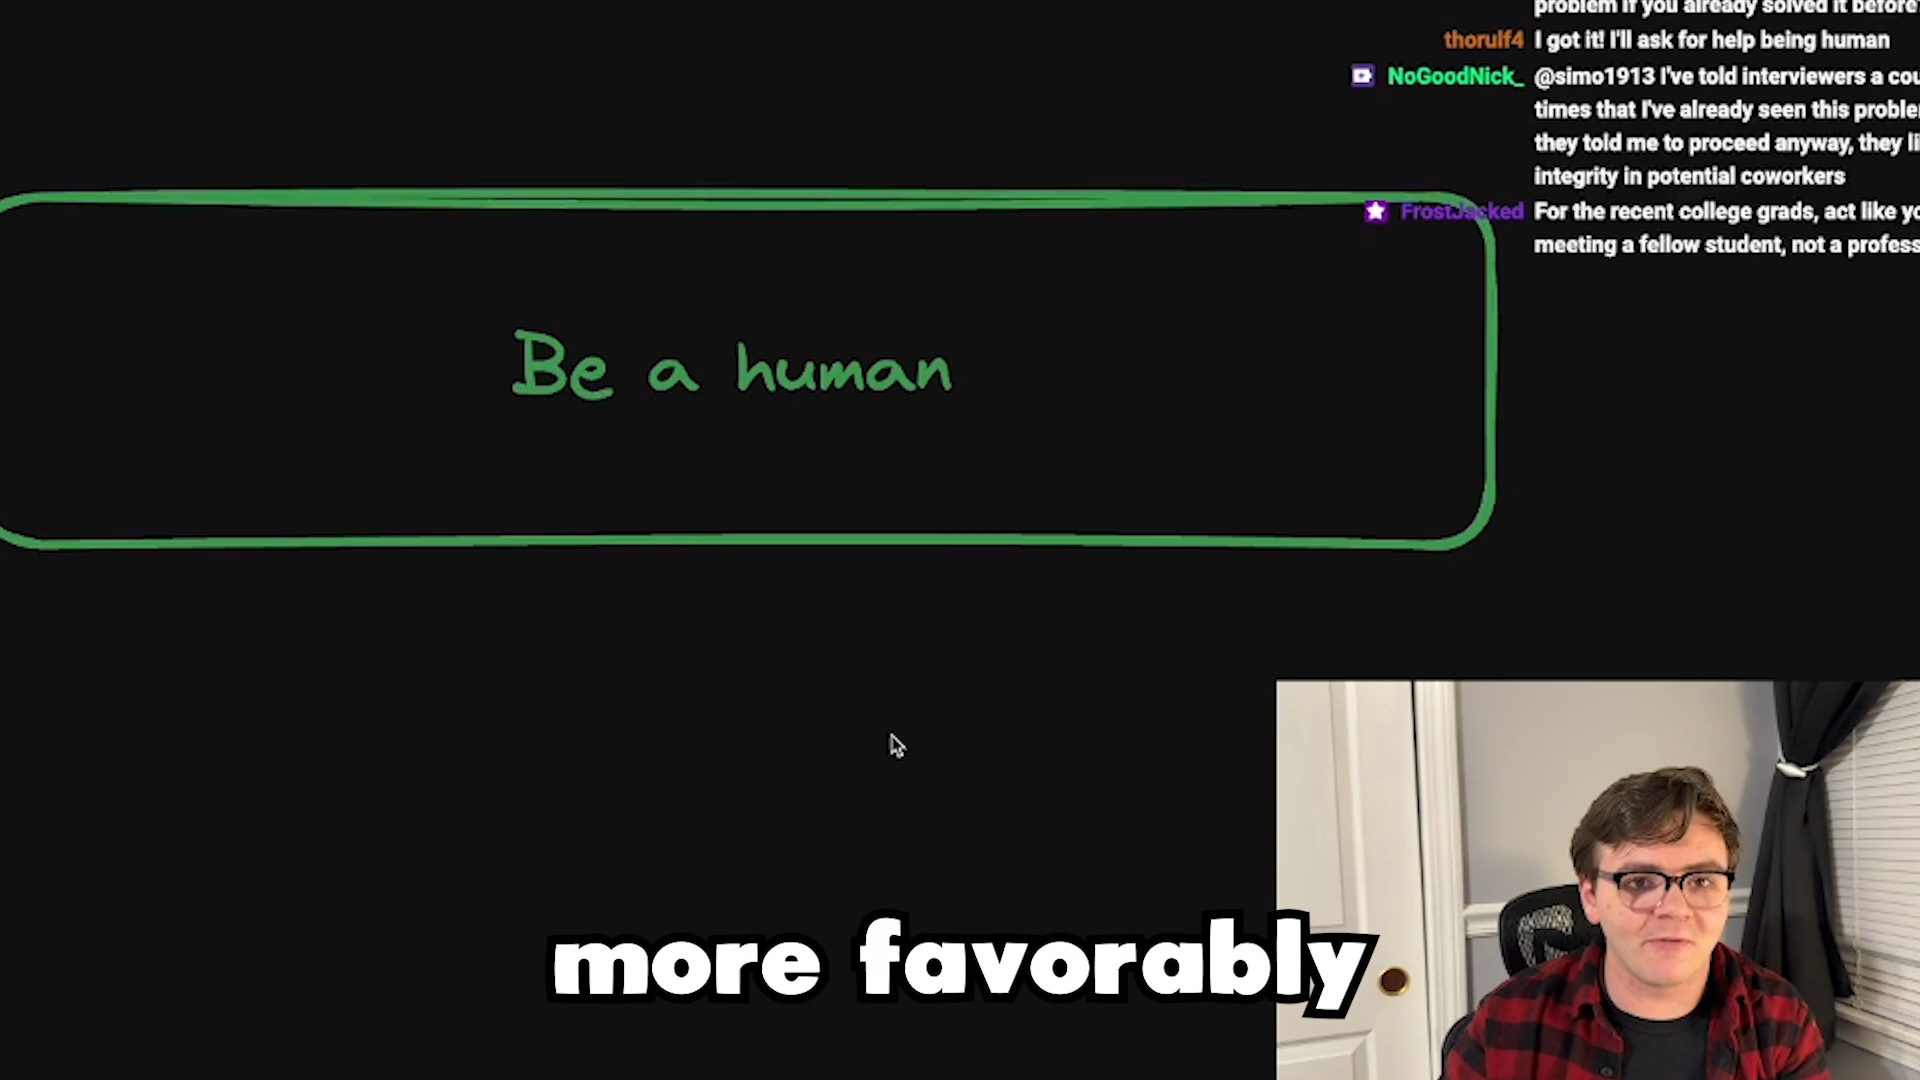 problem if you already solved it before
thorulf4 I got it! I'll ask for help being human
NoGoodNick_ @simo1913 I've told interviewers a cou
times that I've already seen this proble
they told me to proceed anyway, they li
integrity in potential coworkers
FrostJacked For the recent college grads, act like yo
meeting a fellow student, not a profess
Be a human
more favorably